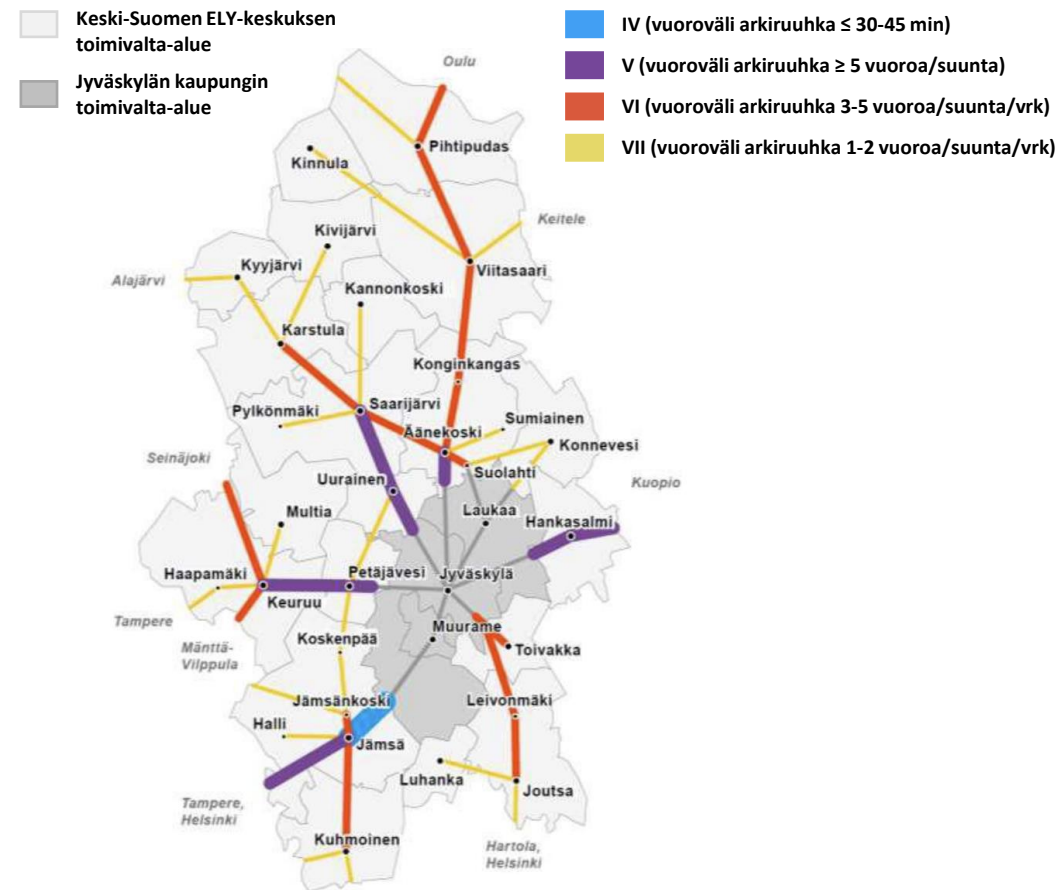 Keski-Suomen ELY-keskuksen
toimivalta-alue
Jyväskylän kaupungin
toimivalta-alue
IV (vuoroväli arkiruuhka ≤ 30-45 min)
V (vuoroväli arkiruuhka ≥ 5 vuoroa/suunta)
VI (vuoroväli arkiruuhka 3-5 vuoroa/suunta/vrk)
VII (vuoroväli arkiruuhka 1-2 vuoroa/suunta/vrk)
Oulu
Pihtipudas
Kinnula
Keitele
Kivijärvi
Viitasaari
Kyyjärvi
Alajärvi
Kannonkoski
Karstula
Konginkangas
Saarijärvi
Pylkönmäki
Sumiainen
Äänekoski
Konnevesi
Seinäjoki
Suolahti
Uurainen
Kuopio
Multia
Laukaa
Hankasalmi
Haapamäki
Petäjävesi
Jyväskylä
Keuruu
Tampere
Muurame
Koskenpää
Mänttä-
Vilppula
Toivakka
Jämsänkoski
Leivonmäki
Halli
Jämsä
Luhanka
Joutsa
Tampere,
Helsinki
Kuhmoinen
Hartola,
Helsinki